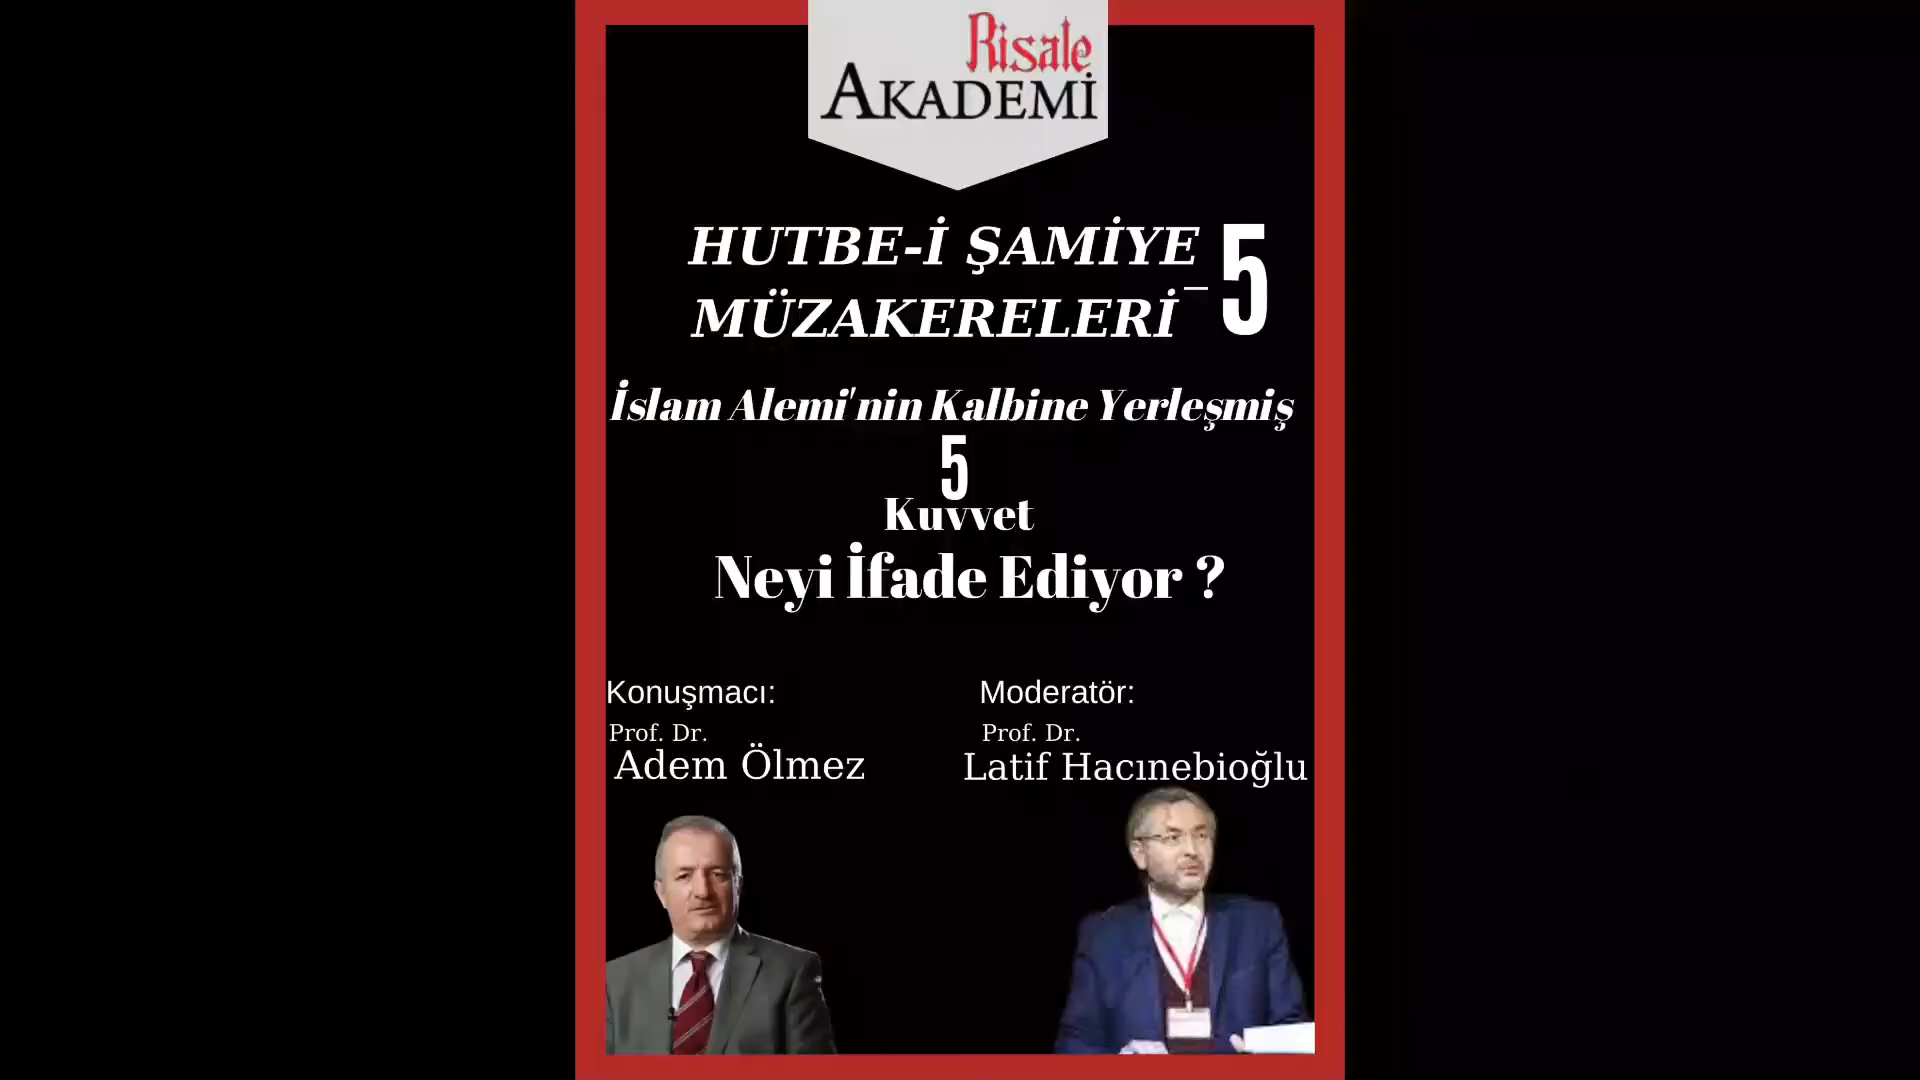 Risale
AKADEMİ
HUTBE-İ ŞAMİYE
MÜZAKERELERİ - 5
İslam Alemi'nin Kalbine Yerleşmiş
5
Kuvvet
Neyi İfade Ediyor ?
Konuşmacı:
Prof. Dr.
Adem Ölmez
Moderatör:
Prof. Dr.
Latif Hacınebioğlu